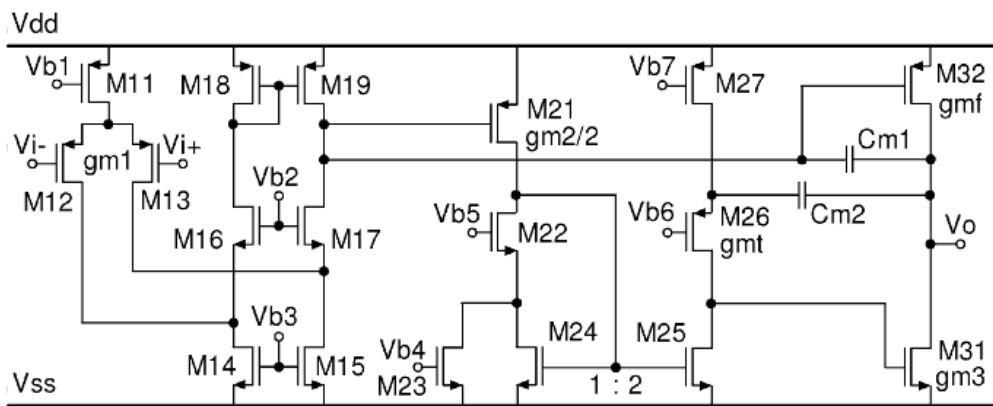 Vdd
Vb1
M11
M18
M19
Vb7
M27
M32
gmf
M21
gm2/2
Vi-
gm1
Vi+
Cm1
M12
M13
Vb2
Cm2
M16
M17
Vb5
M22
Vb6
M26
gmt
Vo
Vb3
M24
M25
M14
M15
Vb4
M23
1 : 2
M31
gm3
Vss